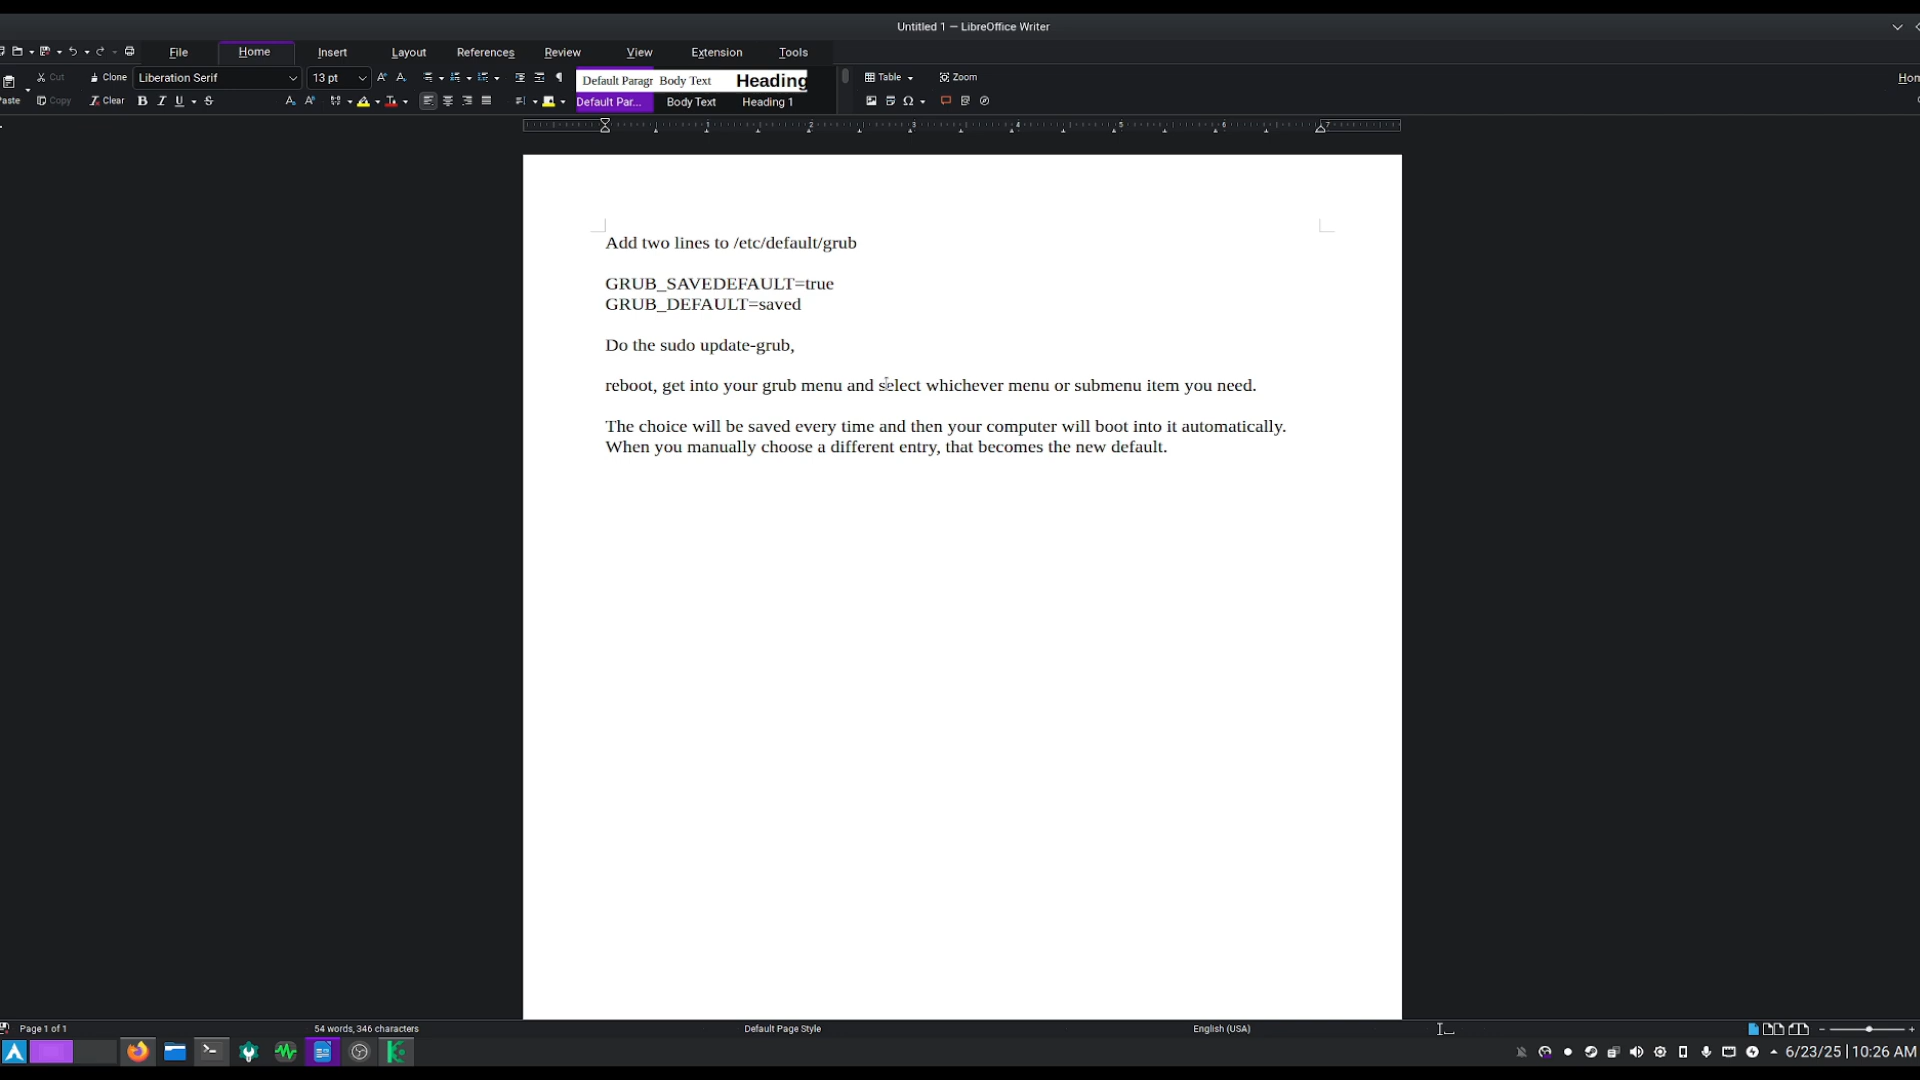 Untitled 1 — LibreOffice Writer
File Home Insert Layout References Review View Extension Tools
Cut Clone Liberation Serif 13 pt Default Paragr Body Text Heading Table Zoom
Copy Clear Default Par... Body Text Heading 1
Add two lines to /etc/default/grub
GRUB_SAVEDEFAULT=true
GRUB_DEFAULT=saved
Do the sudo update-grub,
reboot, get into your grub menu and select whichever menu or submenu item you need.
The choice will be saved every time and then your computer will boot into it automatically.
When you manually choose a different entry, that becomes the new default.
Page 1 of 1 54 words, 346 characters Default Page Style English (USA)
6/23/25 10:26 AM